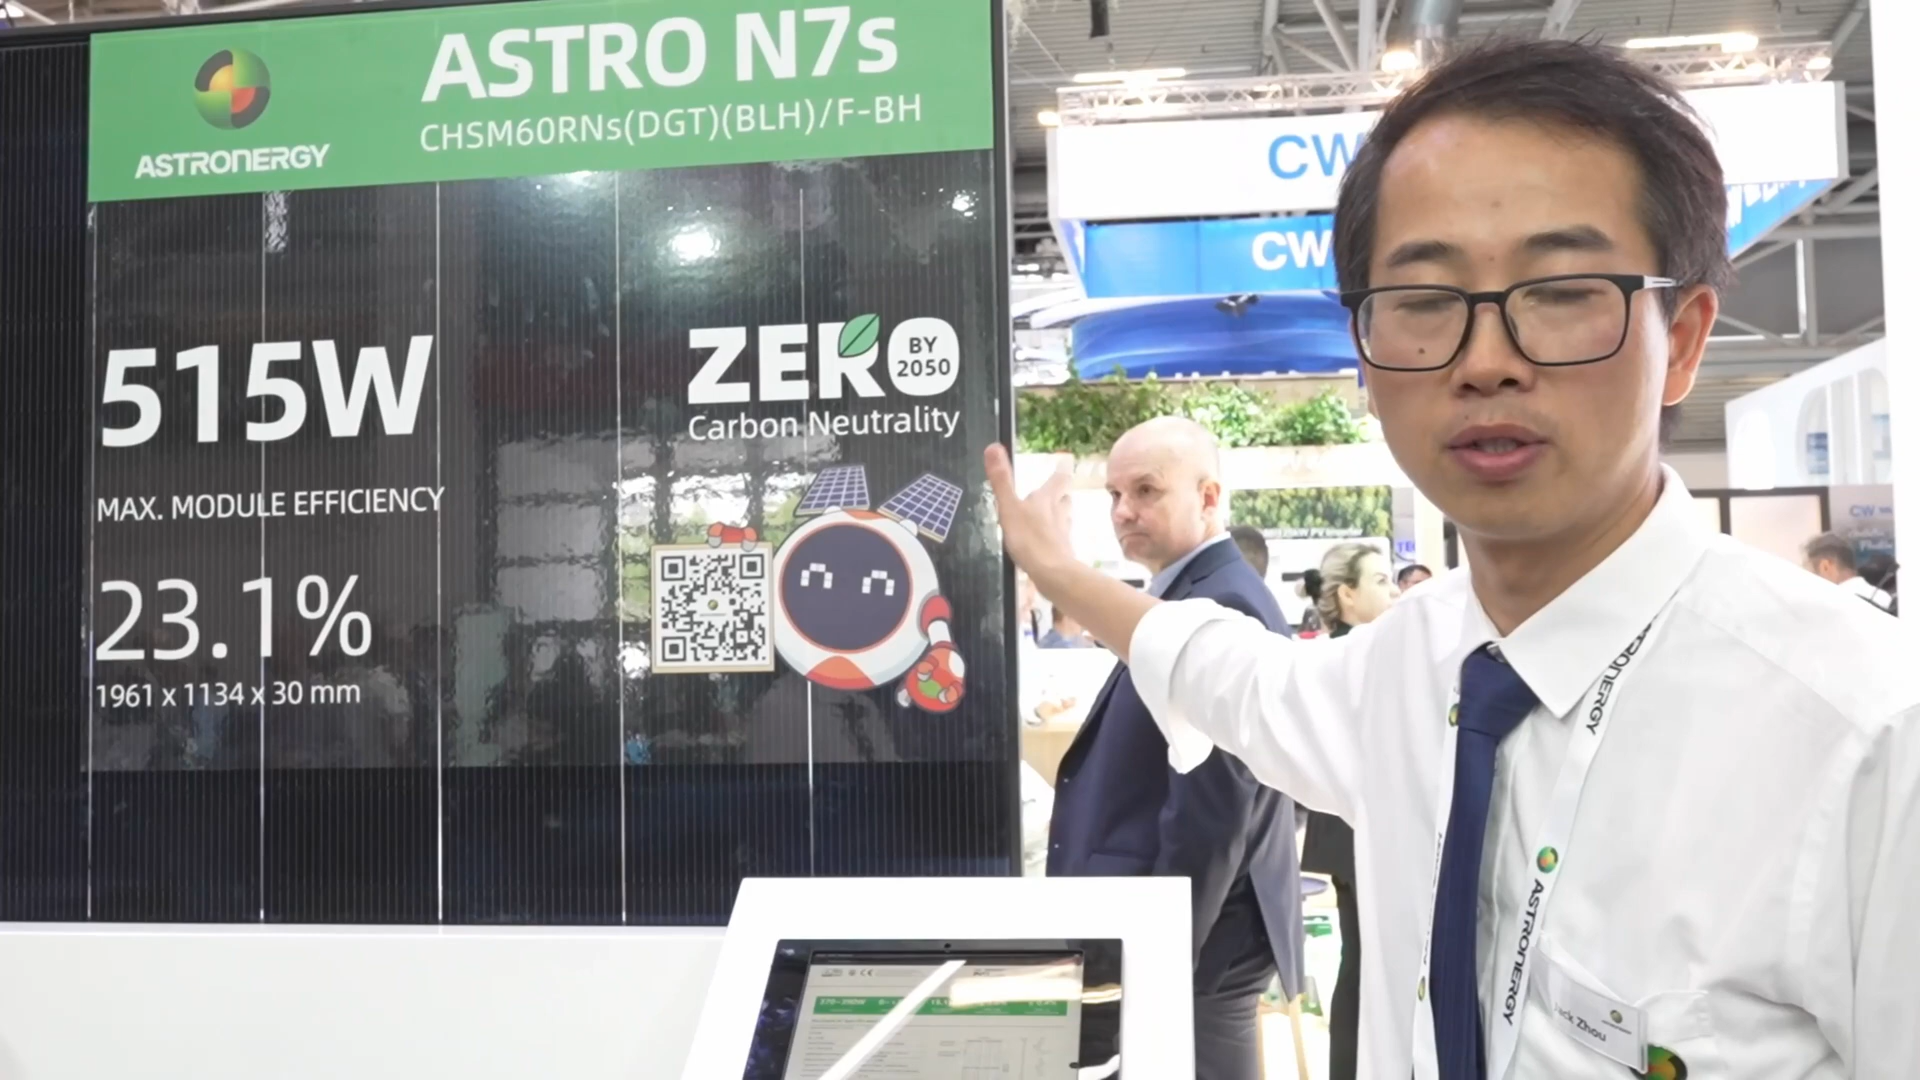 ASTRO N7s
CHSM60RNs(DGT)(BLH)/F-BH
ASTRONERGY
515W
MAX. MODULE EFFICIENCY
23.1%
1961 x 1134 x 30 mm
ZERO
BY
2050
Carbon Neutrality
CW
CW
CW
ASTRONERGY
Zhou